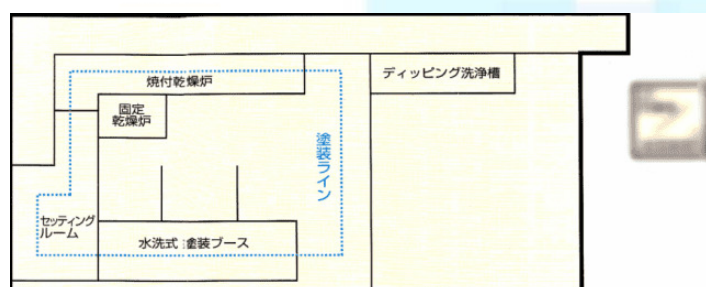 焼付乾燥炉
ディッピング洗浄槽
固定
乾燥炉
塗装ライン
セッティング
ルーム
水洗式 塗装ブース